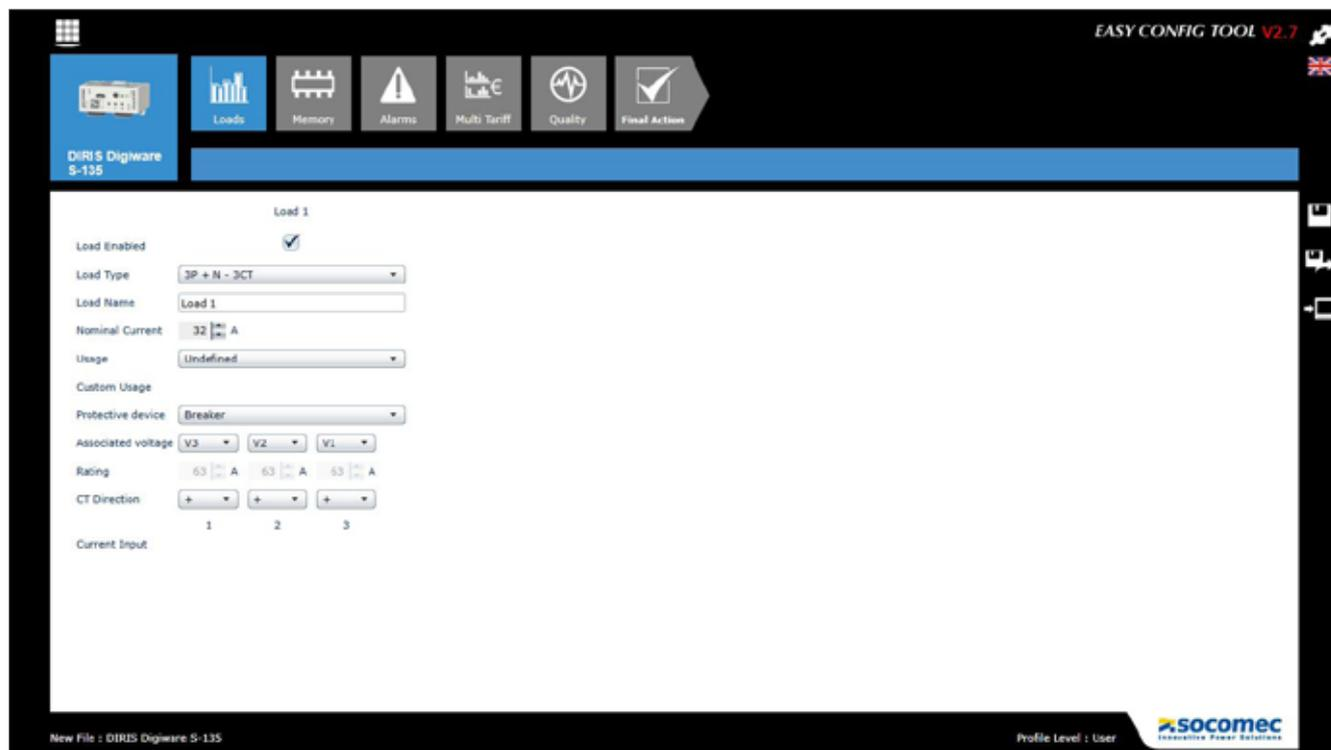 EASY CONFIG TOOL V2.7
Loads Memory Alarms Multi Tariff Quality Final Action
DIRIS Digiware
S-135
Load 1
Load Enabled
Load Type 3P + N - 3CT
Load Name Load 1
Nominal Current 32 A
Usage Undefined
Custom Usage
Protective device Breaker
Associated voltage V3 V2 V1
Rating 63 A 63 A 63 A
CT Direction + + +
1 2 3
Current Input
socomec
Innovative Power Solutions
New File : DIRIS Digiware S-135 Profile Level : User